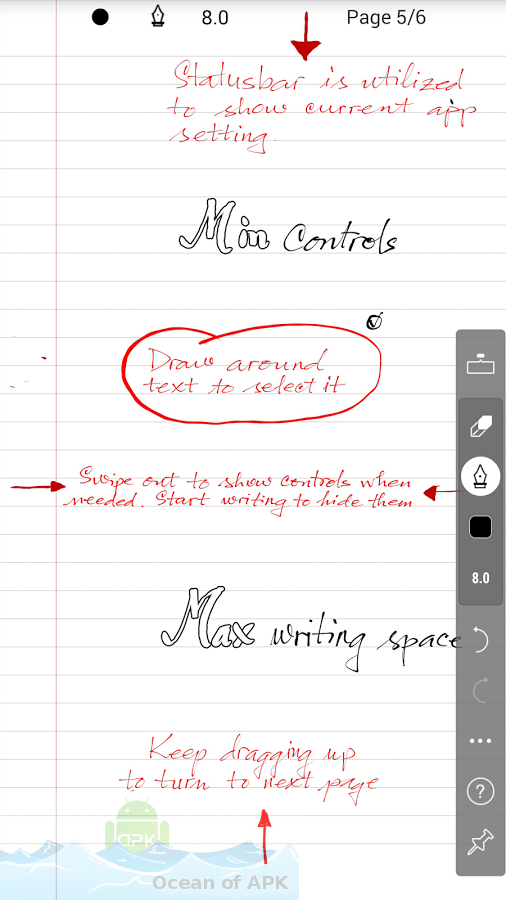 8.0 Page 5/6
Statusbar is utilized
to show current app
setting.
Min Controls
Draw around
text to select it
Swipe out to show controls when
needed. Start writing to hide them
8.0
Max writing space
?
Keep dragging up
to turn to next page
APK
Ocean of APK